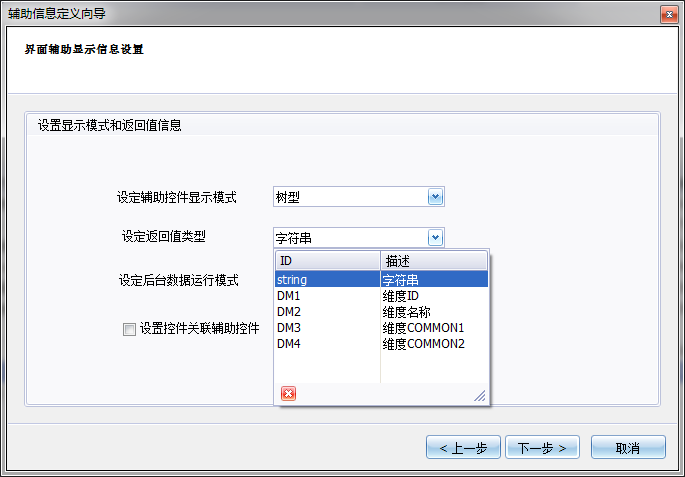 辅助信息定义向导
界面辅助显示信息设置
设置显示模式和返回值信息
设定辅助控件显示模式 树型
设定返回值类型 字符串
ID 描述
string 字符串
设定后台数据运行模式
DM1 维度ID
DM2 维度名称
DM3 维度COMMON1
设置控件关联辅助控件
DM4 维度COMMON2
< 上一步 下一步 > 取消